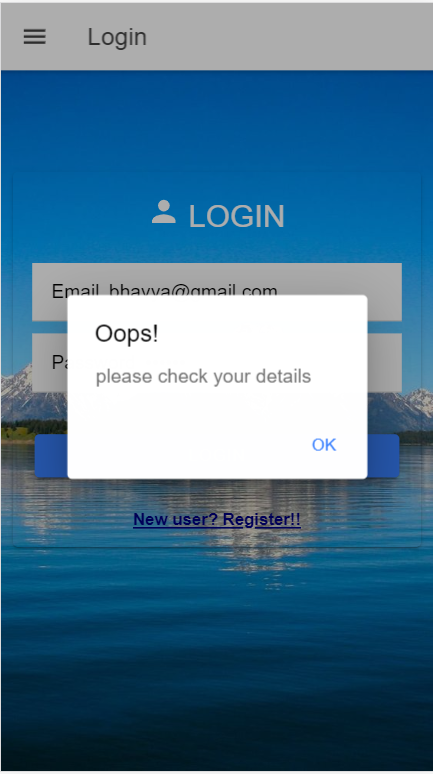 Login
LOGIN
Email bhavya@gmail.com
Oops!
please check your details
OK
New user? Register!!